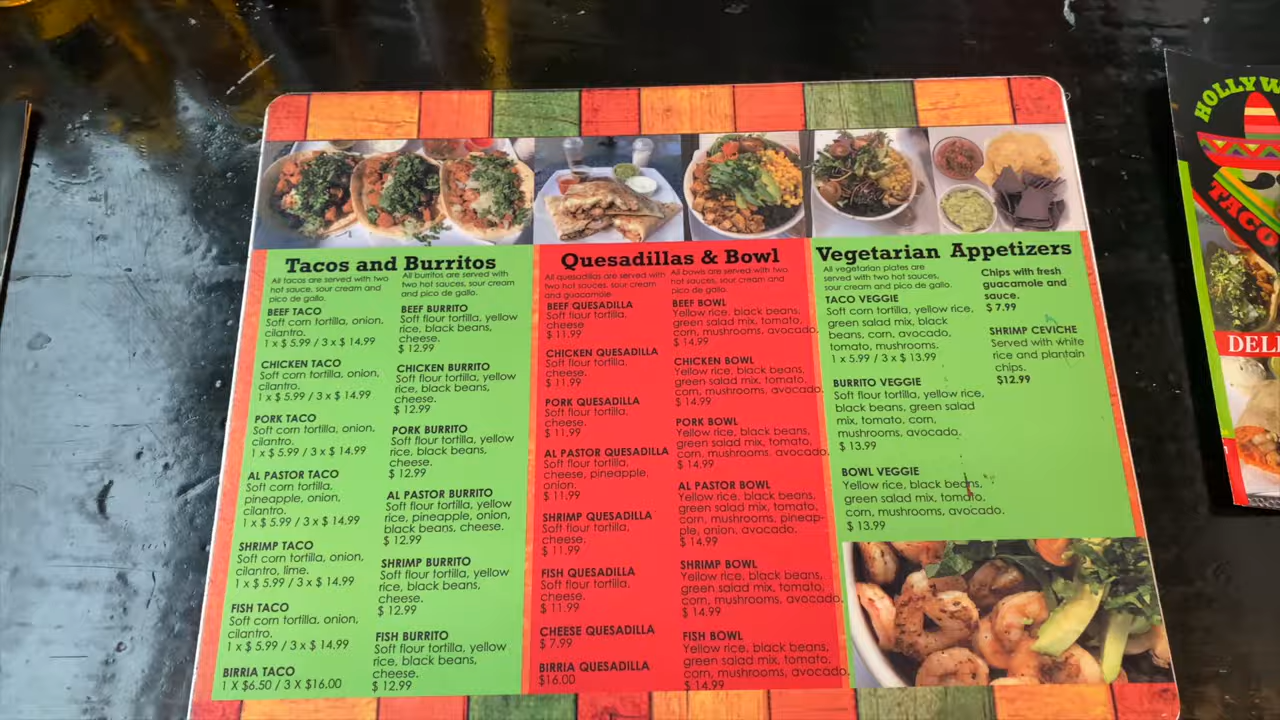 Tacos and Burritos
All tacos are served with two
hot sauce, sour cream and
pico de gallo.
BEEF TACO
Soft corn tortilla, onion,
cilantro.
1 x $ 5.99 / 3 x $ 14.99
CHICKEN TACO
Soft corn tortilla, onion,
cilantro.
1 x $ 5.99 / 3 x $ 14.99
PORK TACO
Soft corn tortilla, onion,
cilantro.
1 x $ 5.99 / 3 x $ 14.99
AL PASTOR TACO
Soft corn tortilla,
pineapple, onion,
cilantro.
1 x $ 5.99 / 3 x $ 14.99
SHRIMP TACO
Soft corn tortilla, onion,
cilantro, lime.
1 x $ 5.99 / 3 x $ 14.99
FISH TACO
Soft corn tortilla, onion,
cilantro.
1 x $ 5.99 / 3 x $ 14.99
BIRRIA TACO
1 X $6.50 / 3 X $16.00
All burritos are served with
two hot sauces, sour cream
and pico de gallo.
BEEF BURRITO
Soft flour tortilla, yellow
rice, black beans,
cheese.
$ 12.99
CHICKEN BURRITO
Soft flour tortilla, yellow
rice, black beans,
cheese.
$ 12.99
PORK BURRITO
Soft flour tortilla, yellow
rice, black beans,
cheese.
$ 12.99
AL PASTOR BURRITO
Soft flour tortilla, yellow
rice, pineapple, onion,
black beans, cheese.
$ 12.99
SHRIMP BURRITO
Soft flour tortilla, yellow
rice, black beans,
cheese.
$ 12.99
FISH BURRITO
Soft flour tortilla, yellow
rice, black beans,
cheese.
$ 12.99
Quesadillas & Bowl
All quesadillas are served with
two hot sauces, sour cream
and guacamole
BEEF QUESADILLA
Soft flour tortilla,
cheese
$ 11.99
CHICKEN QUESADILLA
Soft flour tortilla,
cheese.
$ 11.99
PORK QUESADILLA
Soft flour tortilla,
cheese.
$ 11.99
AL PASTOR QUESADILLA
Soft flour tortilla,
cheese, pineapple,
onion.
$ 11.99
SHRIMP QUESADILLA
Soft flour tortilla,
cheese.
$ 11.99
FISH QUESADILLA
Soft flour tortilla,
cheese.
$ 11.99
CHEESE QUESADILLA
$ 7.99
BIRRIA QUESADILLA
$16.00
All bowls are served with
two hot sauces, sour cream
pico de gallo.
BEEF BOWL
Yellow rice, black beans,
green salad mix, tomato,
corn, mushrooms, avocado.
$ 14.99
CHICKEN BOWL
Yellow rice, black beans,
green salad mix, tomato,
corn, mushrooms, avocado.
$ 14.99
PORK BOWL
Yellow rice, black beans,
green salad mix, tomato,
corn, mushrooms, avocado.
$ 14.99
AL PASTOR BOWL
Yellow rice, black beans,
green salad mix, tomato,
corn, mushrooms, pineap-
ple, onion, avocado.
$ 14.99
SHRIMP BOWL
Yellow rice, black beans,
green salad mix, tomato,
corn, mushrooms, avocado.
$ 14.99
FISH BOWL
Yellow rice, black beans,
green salad mix, tomato,
corn, mushrooms, avocado.
$ 14.99
Vegetarian Appetizers
All vegetarian plates are
served with two hot sauces,
sour cream and pico de gallo.
TACO VEGGIE
Soft corn tortilla, yellow rice,
green salad mix, black
beans, corn, avocado,
tomato, mushrooms.
1 x 5.99 / 3 x $ 13.99
BURRITO VEGGIE
Soft flour tortilla, yellow rice,
black beans, green salad
mix, tomato, corn,
mushrooms, avocado.
$ 13.99
BOWL VEGGIE
Yellow rice, black beans,
green salad mix, tomato,
corn, mushrooms, avocado.
$ 13.99
Chips with fresh
guacamole and
sauce.
$ 7.99
SHRIMP CEVICHE
Served with white
rice and plantain
chips.
$12.99
HOLLYW
TACO
DELI